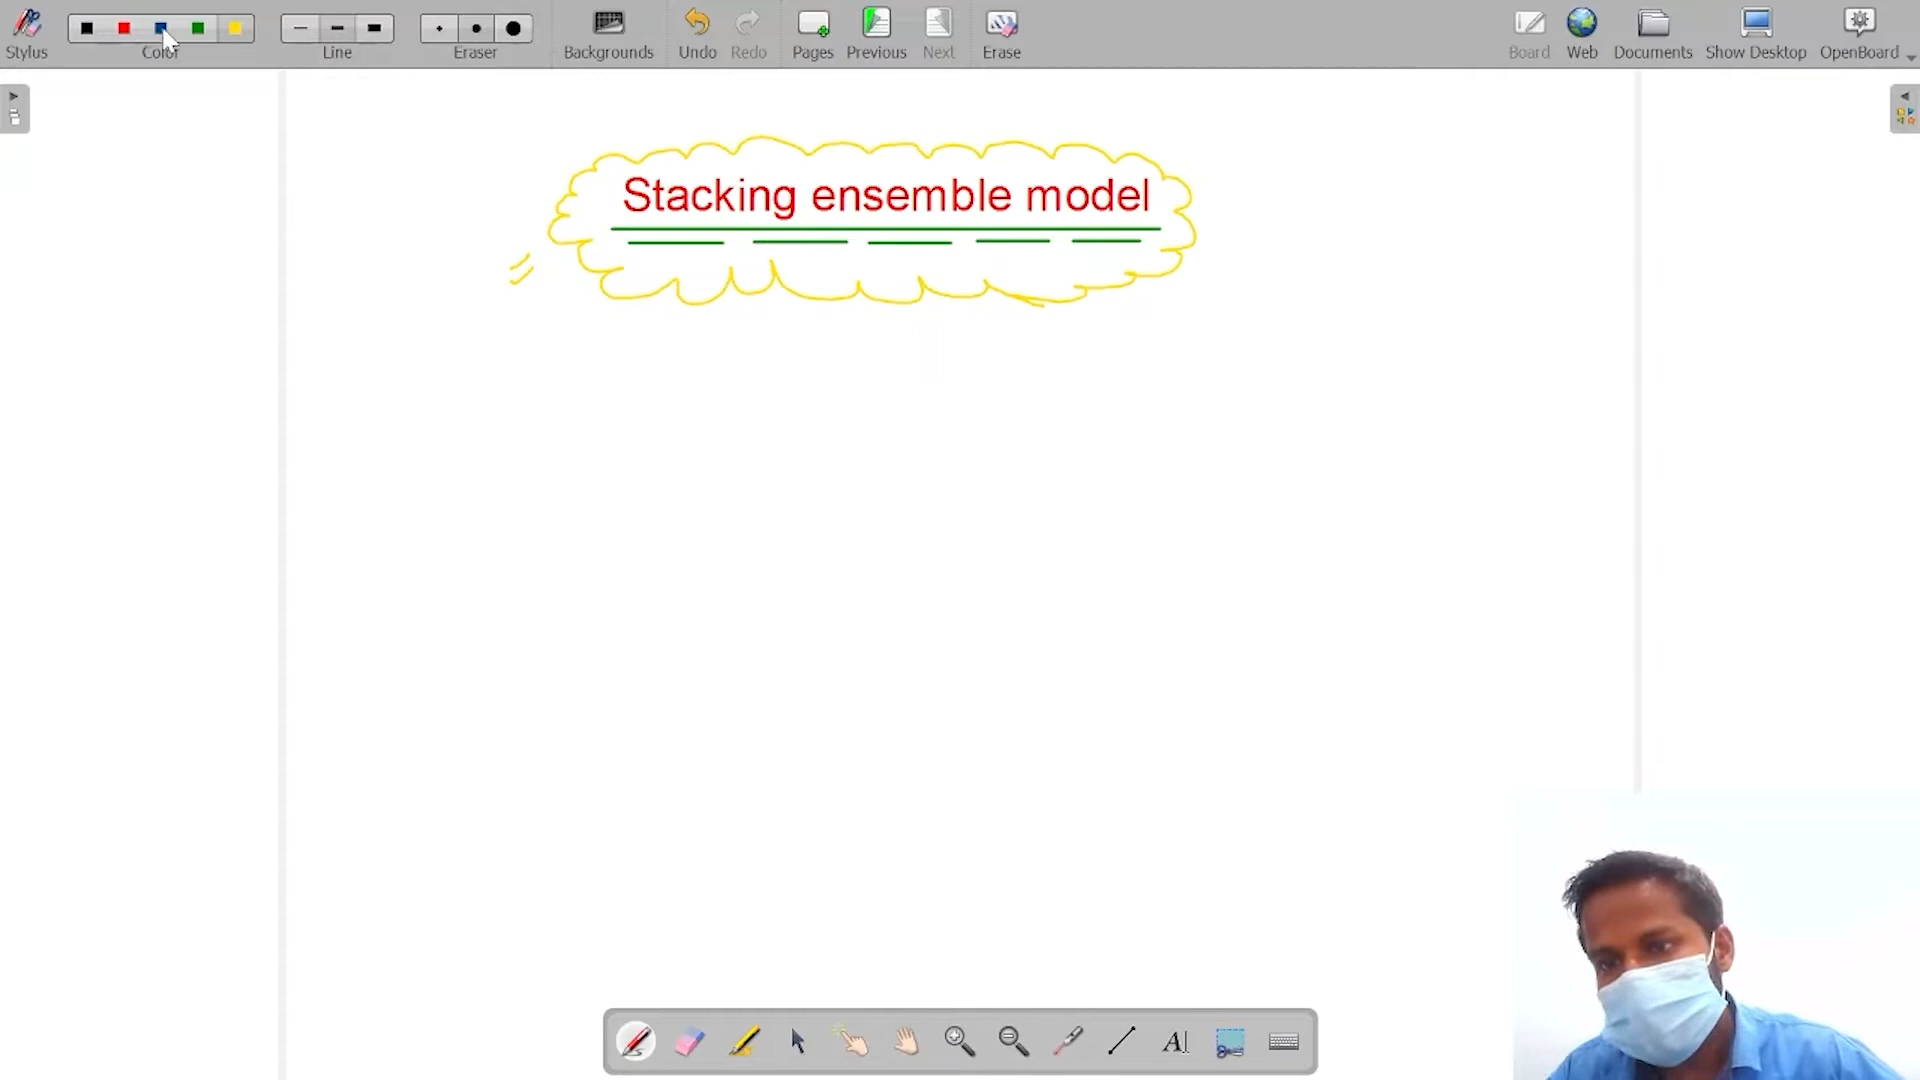 Stylus
Color
Line
Eraser
Backgrounds
Undo
Redo
Pages
Previous
Next
Erase
Board
Web
Documents
Show Desktop
OpenBoard
Stacking ensemble model